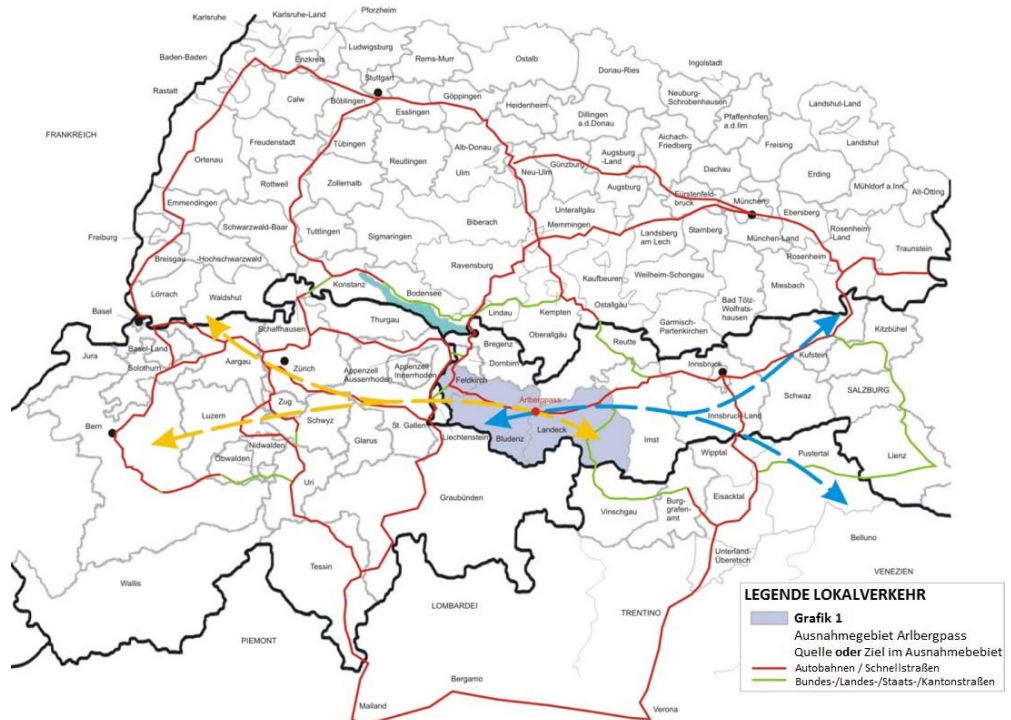 Pforzheim
Karlsruhe
Karlsruhe-Land
Ludwigsburg
Baden-Baden
Enzkreis
Rems-Murr
Ostalb
Donau-Ries
Ingolstadt
Stuttgart
Rastatt
Calw
Böblingen
Göppingen
Esslingen
Heidenheim
Dillingen
a.d.Donau
Neuburg-
Schrobenhausen
Pfaffenhofen
a.d.Ilm
Landshut-Land
FRANKREICH
Freudenstadt
Tübingen
Alb-Donau
Aichach-
Friedberg
Freising
Landshut
Ortenau
Reutlingen
Ulm
Neu-Ulm
Günzburg
Augsburg
-Land
Dachau
Erding
Rottweil
Zollernalb
Augsburg
Fürstenfeld-
bruck
München
Mühldorf a.Inn
Alt-Ötting
Emmendingen
Biberach
Unterallgäu
Ebersberg
Freiburg
Schwarzwald-Baar
Tuttlingen
Sigmaringen
Memmingen
Landsberg
am Lech
Starnberg
München-Land
Rosenheim
-Land
Breisgau
-Hochschwarzwald
Rosenheim
Traunstein
Ravensburg
Kaufbeuren
Weilheim-Schongau
Lörrach
Waldshut
Konstanz
Bodensee
Miesbach
Basel
Thurgau
Lindau
Kempten
Ostallgäu
Bad Tölz-
Wolfrats-
hausen
Schaffhausen
Garmisch-
Partenkirchen
Kitzbühel
Jura
Basel-Land
Solothurn
Bregenz
Oberallgäu
Reutte
Aargau
Zürich
Appenzell
Ausserrhoden
Appenzell
Innerrhoden
Dornbirn
Innsbruck
Kufstein
Feldkirch
SALZBURG
Zug
Arlbergpass
Schwaz
Bern
Luzern
Schwyz
St. Gallen
Innsbruck-Land
Nidwalden
Glarus
Liechtenstein
Bludenz
Landeck
Imst
Obwalden
Wipptal
Pustertal
Lienz
Uri
Graubünden
Vinschgau
Burg-
grafen-
amt
Eisacktal
Belluno
Unterland-
Überetsch
Wallis
Tessin
VENEZIEN
LOMBARDEI
TRENTINO
PIEMONT
Bergamo
Mailand
Verona
LEGENDE LOKALVERKEHR
Grafik 1
Ausnahmegebiet Arlbergpass
Quelle oder Ziel im Ausnahmebebiet
Autobahnen / Schnellstraßen
Bundes-/Landes-/Staats-/Kantonstraßen